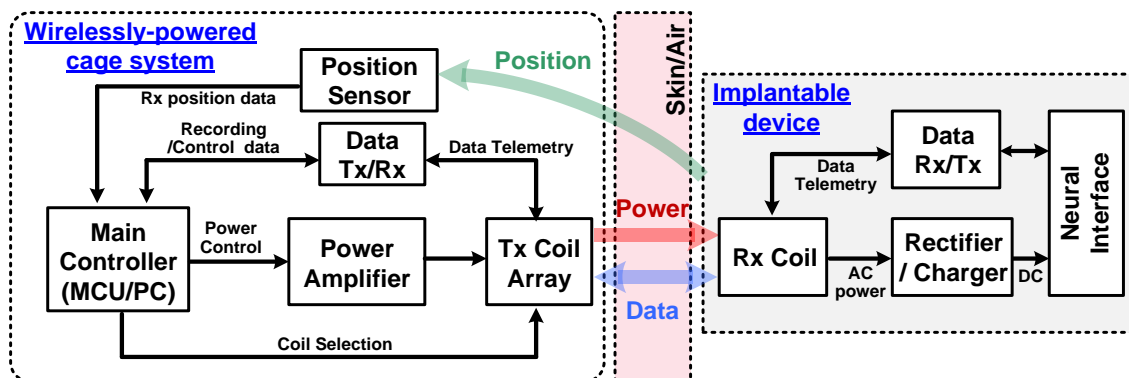 Wirelessly-powered
cage system
Position
Sensor
Rx position data
Recording
/Control data
Data
Tx/Rx
Data Telemetry
Main
Controller
(MCU/PC)
Power
Control
Power
Amplifier
Tx Coil
Array
Coil Selection
Position
Skin/Air
Power
Data
Implantable
device
Data
Rx/Tx
Data
Telemetry
Rx Coil
AC
power
Rectifier
/ Charger
DC
Neural
Interface